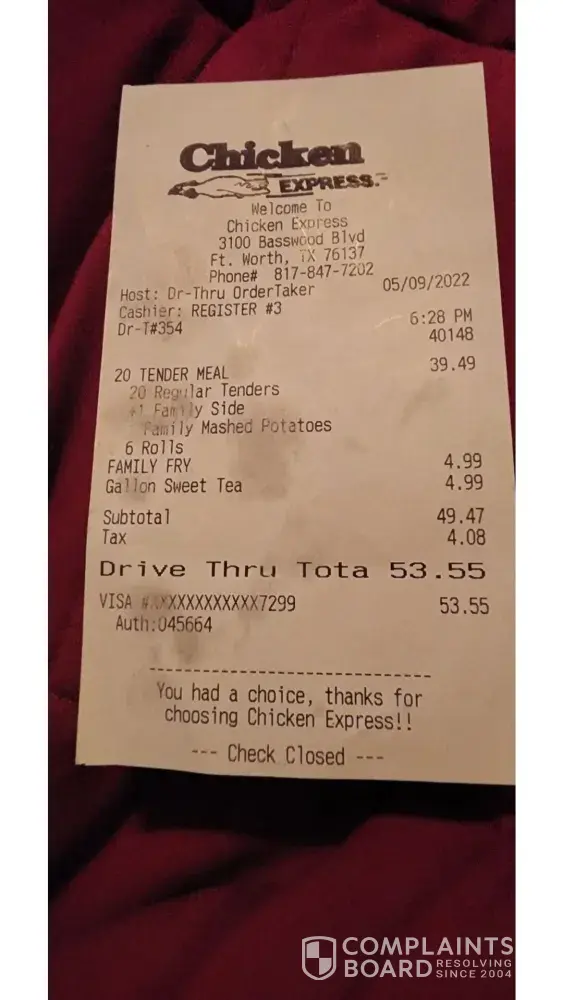 Chicken
EXPRESS
Welcome To
Chicken Express
3100 Basswood Blvd
Ft. Worth, TX 76137
Phone# 817-847-7202
Host: Dr-Thru OrderTaker 05/09/2022
Cashier: REGISTER #3 6:28 PM
Dr-T#354 40148
20 TENDER MEAL 39.49
20 Regular Tenders
+1 Family Side
Family Mashed Potatoes
6 Rolls
FAMILY FRY 4.99
Gallon Sweet Tea 4.99
Subtotal 49.47
Tax 4.08
Drive Thru Tota 53.55
VISA #XXXXXXXXXXXX7299 53.55
Auth:045664
------------------------------
You had a choice, thanks for
choosing Chicken Express!!
--- Check Closed ---
COMPLAINTS
BOARD RESOLVING
SINCE 2004